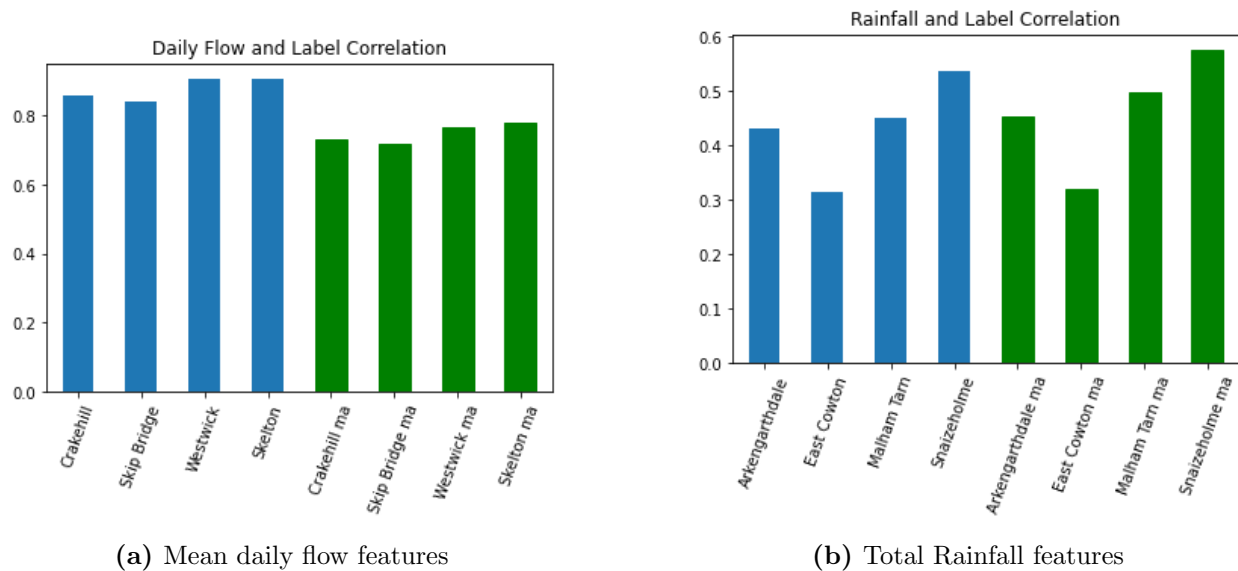 Daily Flow and Label Correlation
0.8
0.6
0.4
0.2
0.0
Crakehill
Skip Bridge
Westwick
Skelton
Crakehill ma
Skip Bridge ma
Westwick ma
Skelton ma
(a) Mean daily flow features
Rainfall and Label Correlation
0.6
0.5
0.4
0.3
0.2
0.1
0.0
Arkengarthdale
East Cowton
Malham Tarn
Snaizeholme
Arkengarthdale ma
East Cowton ma
Malham Tarn ma
Snaizeholme ma
(b) Total Rainfall features